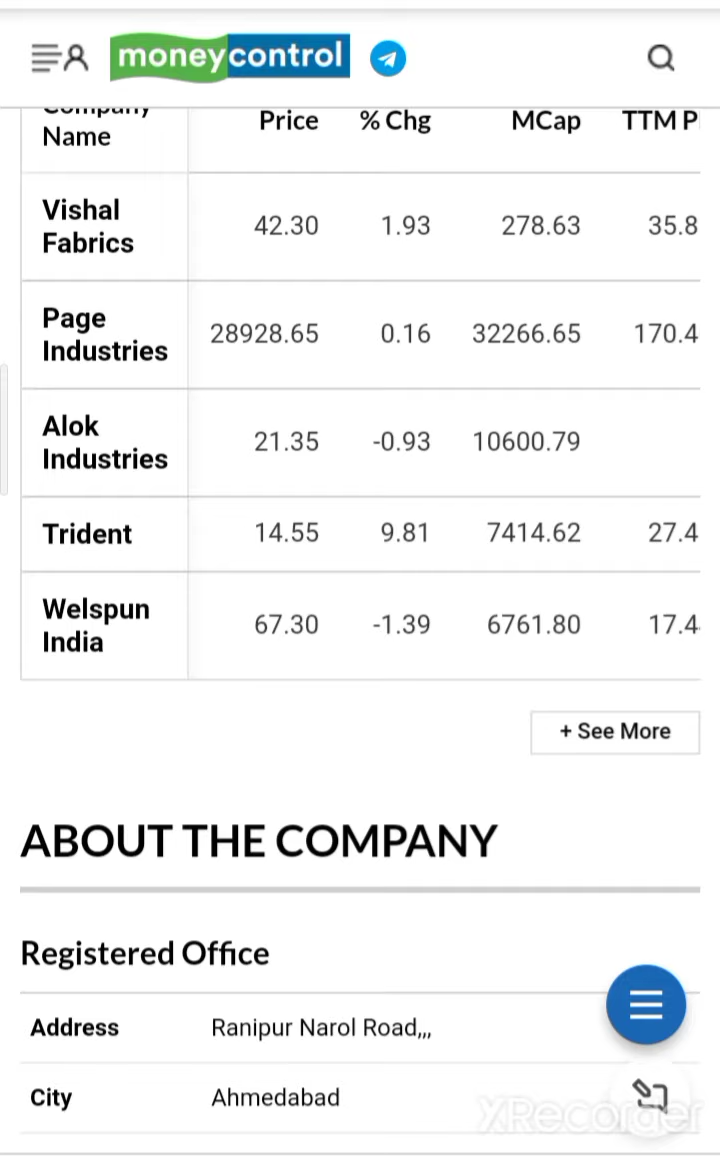 moneycontrol
Company
Name Price % Chg MCap TTM P
Vishal
Fabrics 42.30 1.93 278.63 35.8
Page
Industries 28928.65 0.16 32266.65 170.4
Alok
Industries 21.35 -0.93 10600.79
Trident 14.55 9.81 7414.62 27.4
Welspun
India 67.30 -1.39 6761.80 17.4
+ See More
ABOUT THE COMPANY
Registered Office
Address Ranipur Narol Road,,,
City Ahmedabad
XRecorder